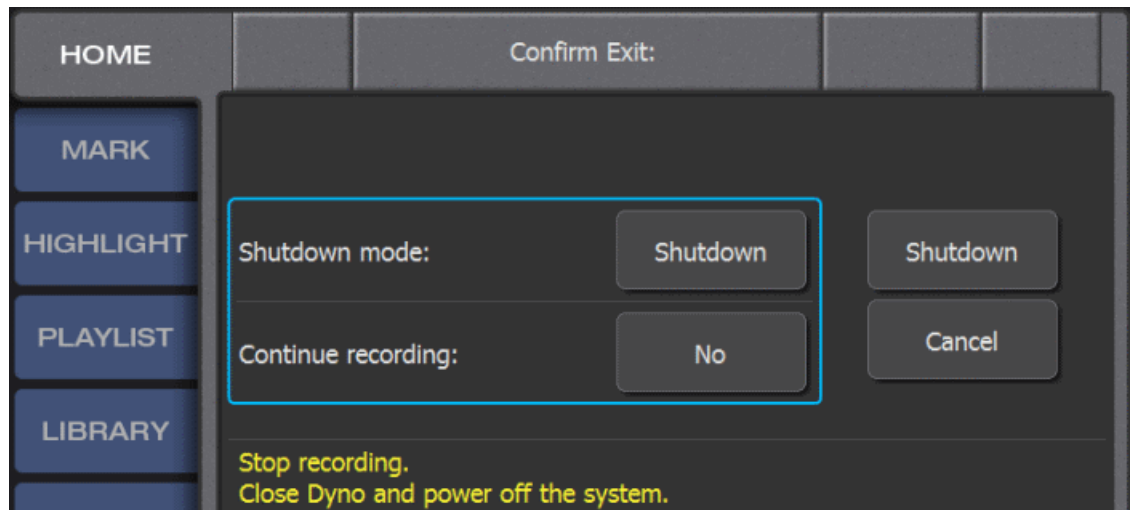 HOME
Confirm Exit:
MARK
HIGHLIGHT
Shutdown mode:
Shutdown
Shutdown
PLAYLIST
Continue recording:
No
Cancel
LIBRARY
Stop recording.
Close Dyno and power off the system.